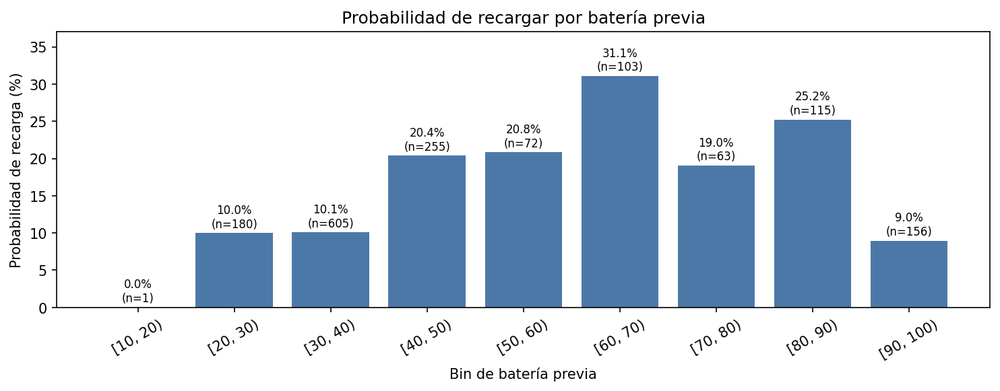 Probabilidad de recargar por batería previa
Probabilidad de recarga (%)
35
30
25
20
15
10
5
0
0.0%
(n=1)
10.0%
(n=180)
10.1%
(n=605)
20.4%
(n=255)
20.8%
(n=72)
31.1%
(n=103)
19.0%
(n=63)
25.2%
(n=115)
9.0%
(n=156)
[10, 20)
[20, 30)
[30, 40)
[40, 50)
[50, 60)
[60, 70)
[70, 80)
[80, 90)
[90, 100)
Bin de batería previa